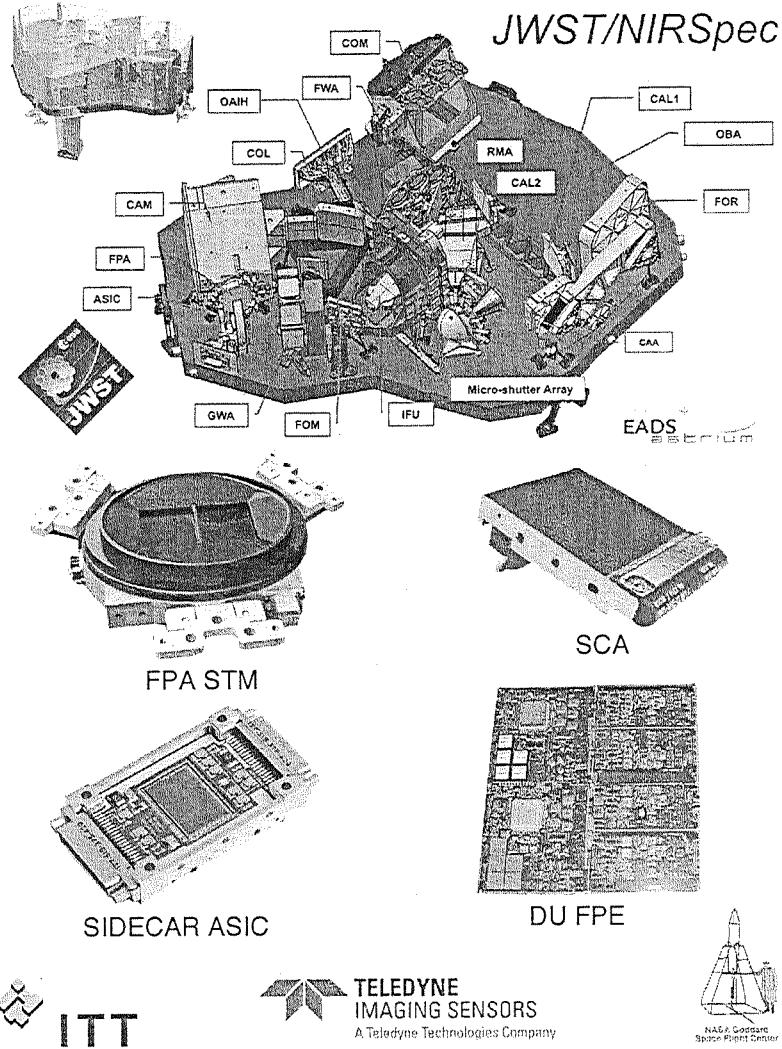 JWST/NIRSpec
COM
FWA
OAIH
CAL1
OBA
COL
RMA
CAL2
CAM
FOR
FPA
ASIC
CAA
JWST
Micro-shutter Array
GWA
FOM
IFU
EADS
astrium
FPA STM
SCA
SIDECAR ASIC
DU FPE
ITT
TELEDYNE
IMAGING SENSORS
A Teledyne Technologies Company
NASA Goddard
Space Flight Center